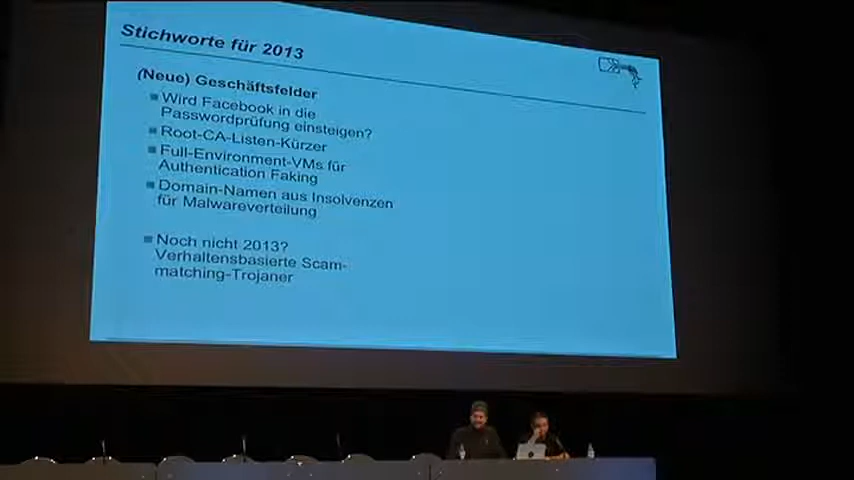 Stichworte für 2013
(Neue) Geschäftsfelder
Wird Facebook in die
Passwordprüfung einsteigen?
Root-CA-Listen-Kürzer
Full-Environment-VMs für
Authentication Faking
Domain-Namen aus Insolvenzen
für Malwareverteilung
Noch nicht 2013?
Verhaltensbasierte Scam-
matching-Trojaner